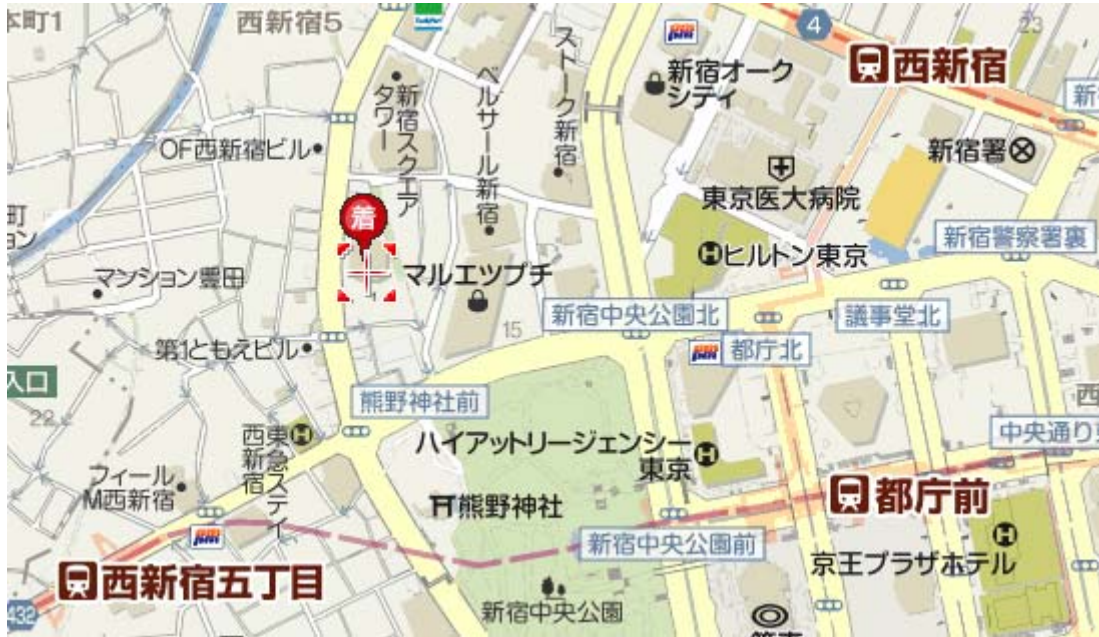 本町1
西新宿5
FamilyMart
4
23
西新宿
新宿オーク
シティ
ストーク新宿
ベルサール新宿
新宿スクエア
タワー
OF西新宿ビル
7
新宿署
東京医大病院
着
新宿警察署裏
ヒルトン東京
マンション豊田
マルエツプチ
15
新宿中央公園北
議事堂北
第1ともえビル
都庁北
入口
22
熊野神社前
西
中央通り東
東急ステイ
西新宿
ハイアットリージェンシー
東京
フィール
M西新宿
熊野神社
都庁前
新宿中央公園前
京王プラザホテル
西新宿五丁目
新宿中央公園
432